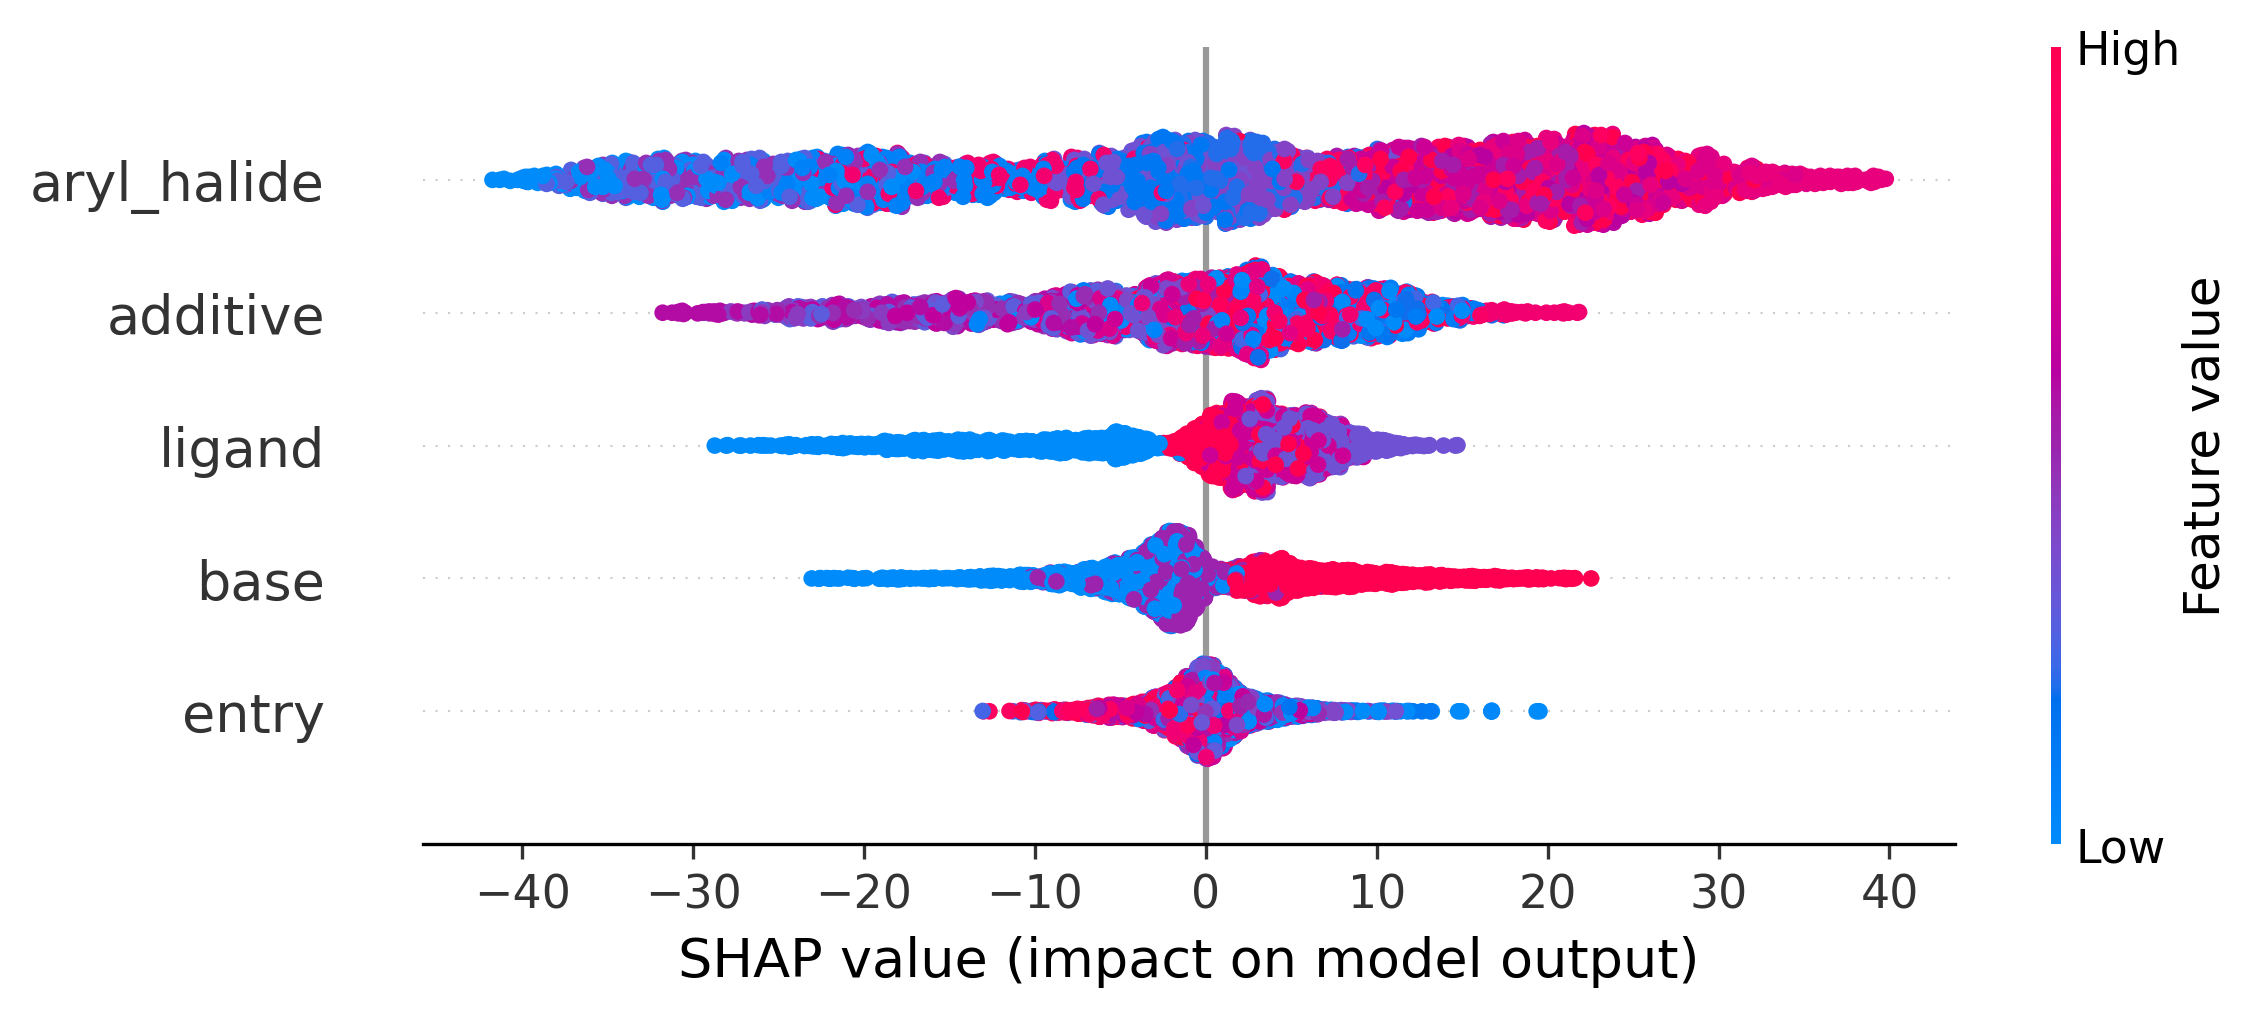 High
aryl_halide
additive
ligand
base
entry
Feature value
Low
−40 −30 −20 −10 0 10 20 30 40
SHAP value (impact on model output)